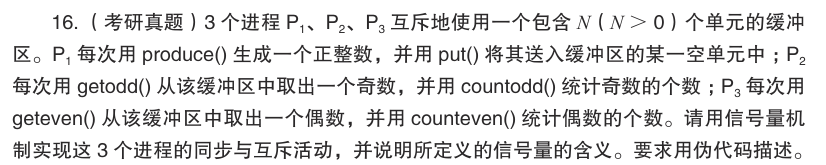 16.（考研真题）3 个进程 P₁、P₂、P₃ 互斥地使用一个包含 N（N＞0）个单元的缓冲
区。P₁ 每次用 produce() 生成一个正整数，并用 put() 将其送入缓冲区的某一空单元中；P₂
每次用 getodd() 从该缓冲区中取出一个奇数，并用 countodd() 统计奇数的个数；P₃ 每次用
geteven() 从该缓冲区中取出一个偶数，并用 counteven() 统计偶数的个数。请用信号量机
制实现这 3 个进程的同步与互斥活动，并说明所定义的信号量的含义。要求用伪代码描述。